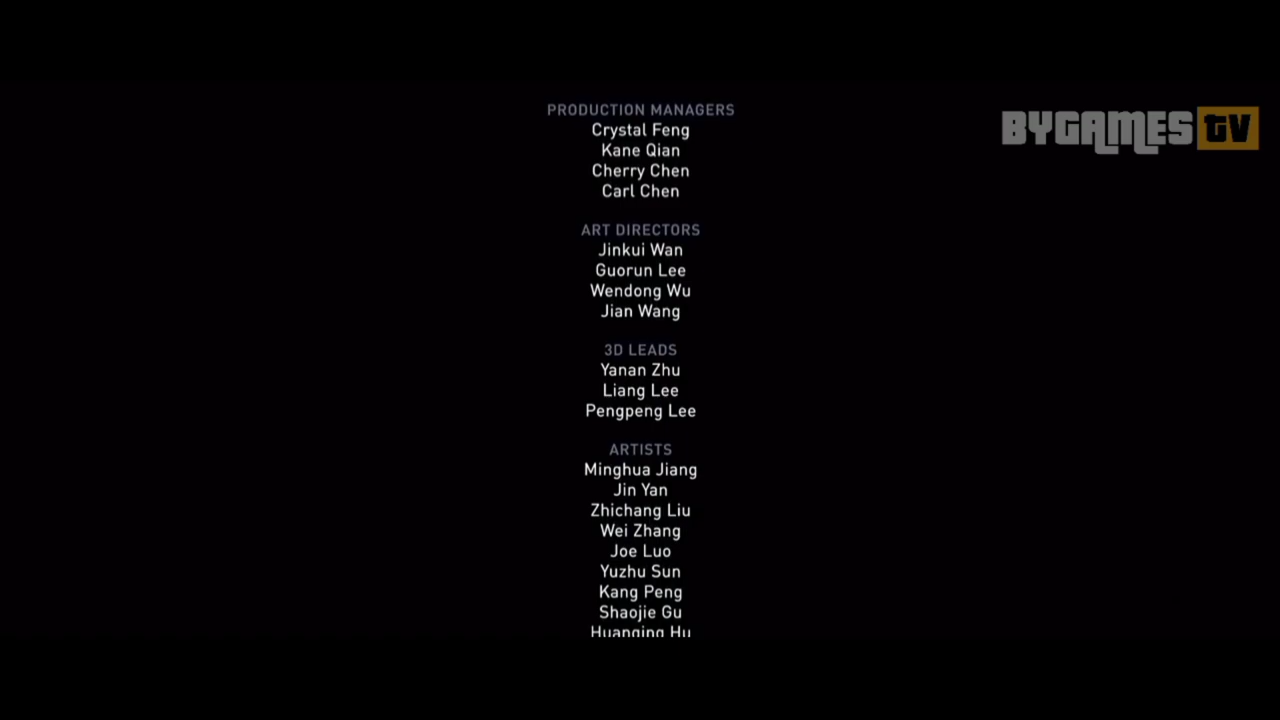 PRODUCTION MANAGERS
Crystal Feng
Kane Qian
Cherry Chen
Carl Chen
ART DIRECTORS
Jinkui Wan
Guorun Lee
Wendong Wu
Jian Wang
3D LEADS
Yanan Zhu
Liang Lee
Pengpeng Lee
ARTISTS
Minghua Jiang
Jin Yan
Zhichang Liu
Wei Zhang
Joe Luo
Yuzhu Sun
Kang Peng
Shaojie Gu
Hu
BYGAMES TV